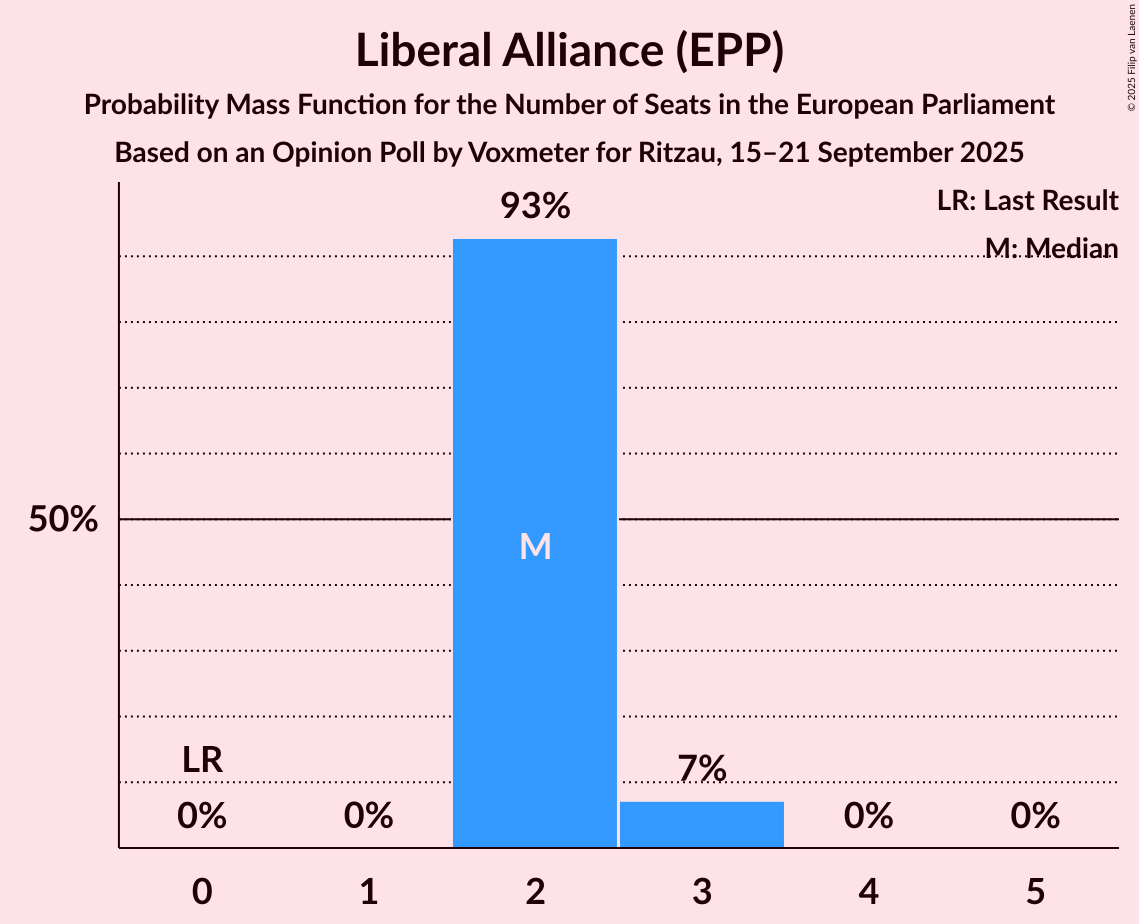 Liberal Alliance (EPP)
Probability Mass Function for the Number of Seats in the European Parliament
Based on an Opinion Poll by Voxmeter for Ritzau, 15–21 September 2025
© 2025 Filip van Laenen
LR: Last Result
M: Median
93%
50%
M
LR
7%
0%
0%
0%
0%
0
1
2
3
4
5